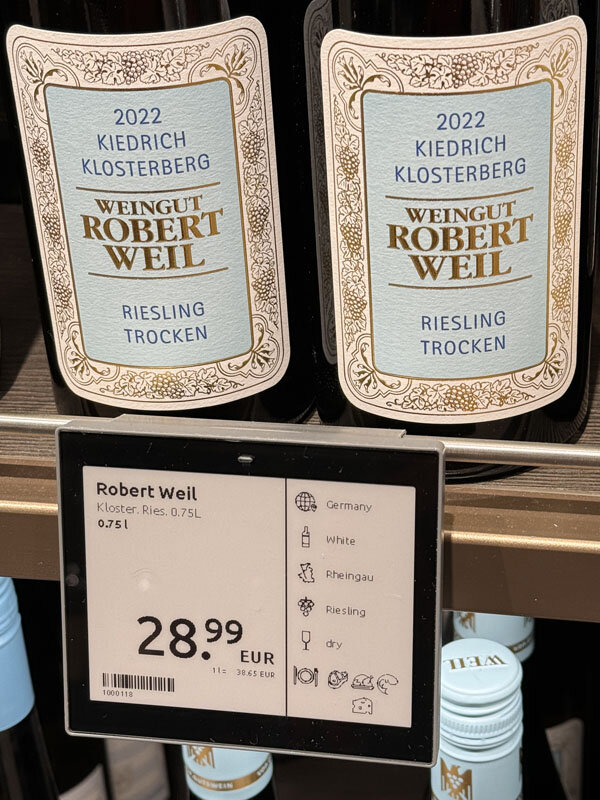 2022
KIEDRICH
KLOSTERBERG
WEINGUT
ROBERT
WEIL
RIESLING
TROCKEN
2022
KIEDRICH
KLOSTERBERG
WEINGUT
ROBERT
WEIL
RIESLING
TROCKEN
Robert Weil
Kloster. Ries. 0.75L
0.75 l
28.99
EUR
1 l = 38.65 EUR
1000118
Germany
White
Rheingau
Riesling
dry
WEIL